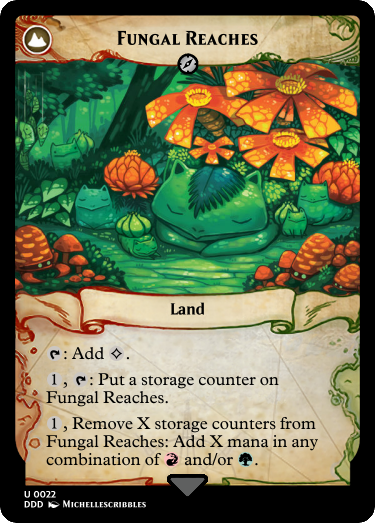 FUNGAL REACHES
Land
: Add .
1 , : Put a storage counter on
Fungal Reaches.
1 , Remove X storage counters from
Fungal Reaches: Add X mana in any
combination of and/or .
U 0022
DDD MICHELLESCRIBBLES